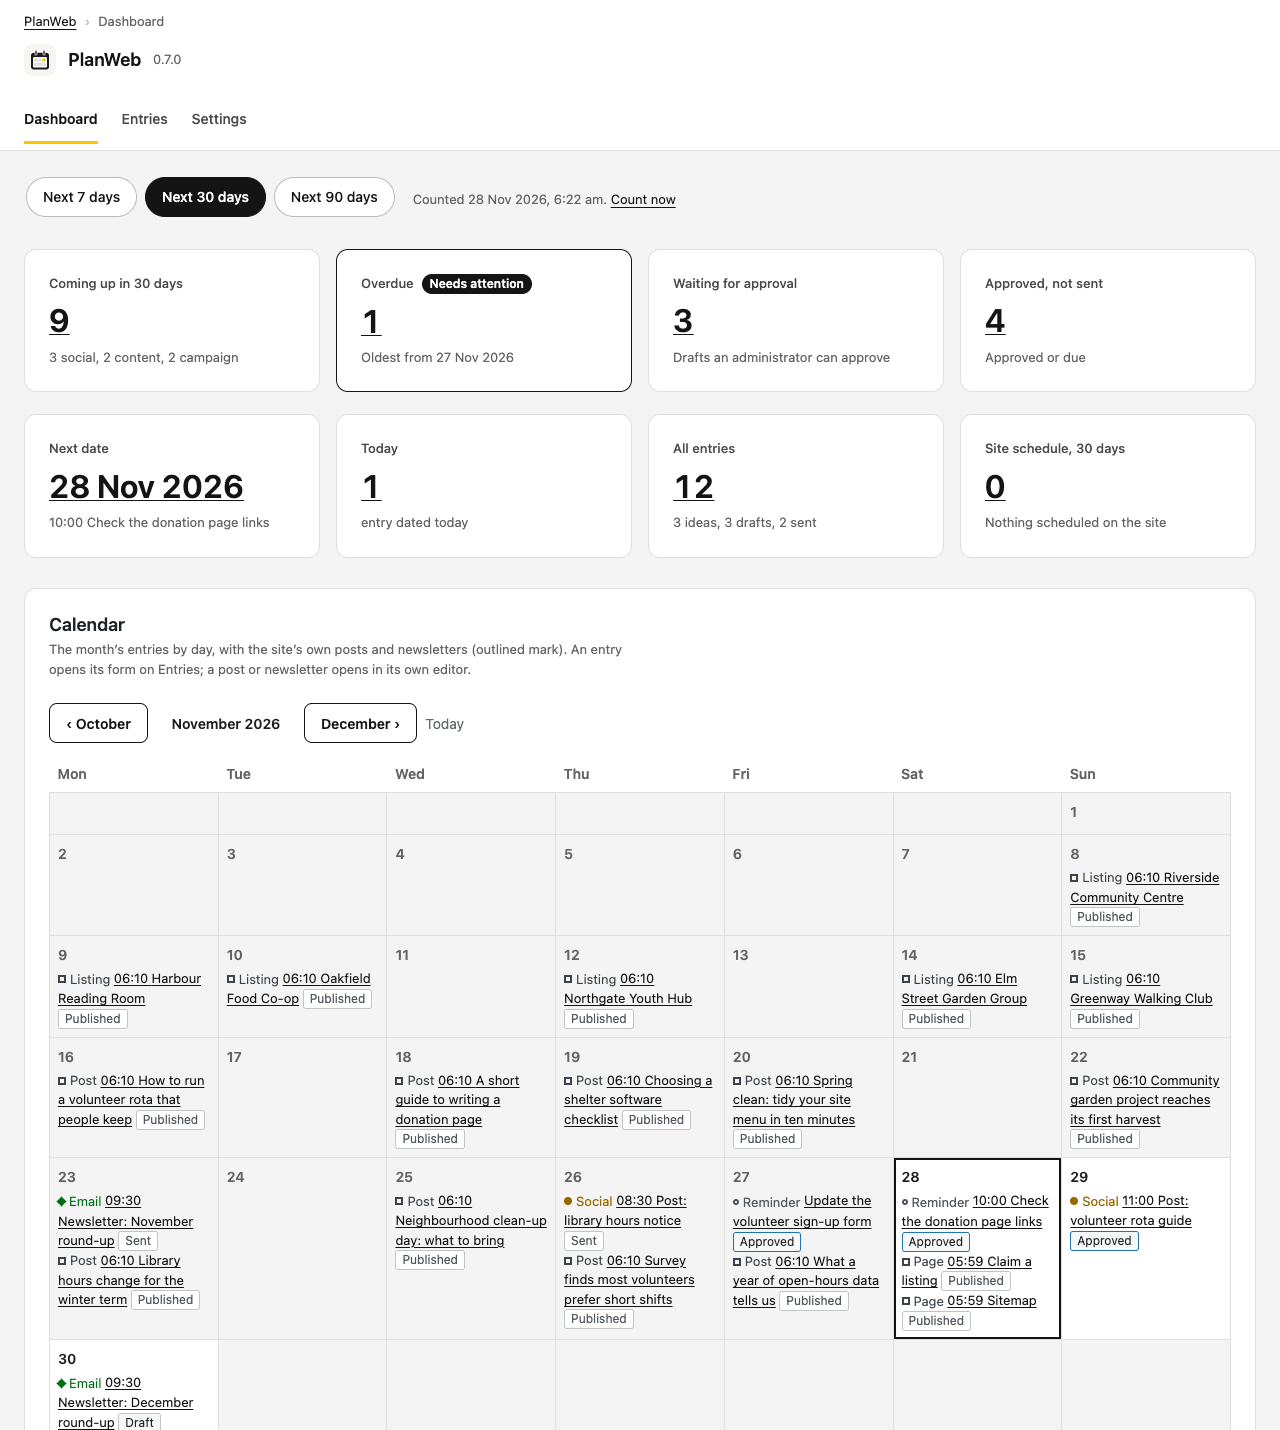 PlanWeb › Dashboard
PlanWeb 0.7.0
Dashboard Entries Settings
Next 7 days Next 30 days Next 90 days Counted 28 Nov 2026, 6:22 am. Count now
Coming up in 30 days
9
3 social, 2 content, 2 campaign
Overdue Needs attention
1
Oldest from 27 Nov 2026
Waiting for approval
3
Drafts an administrator can approve
Approved, not sent
4
Approved or due
Next date
28 Nov 2026
10:00 Check the donation page links
Today
1
entry dated today
All entries
12
3 ideas, 3 drafts, 2 sent
Site schedule, 30 days
0
Nothing scheduled on the site
Calendar
The month’s entries by day, with the site’s own posts and newsletters (outlined mark). An entry
opens its form on Entries; a post or newsletter opens in its own editor.
‹ October November 2026 December › Today
Mon Tue Wed Thu Fri Sat Sun
1
2
3
4
5
6
7
8
Listing 06:10 Riverside
Community Centre
Published
9
Listing 06:10 Harbour
Reading Room
Published
10
Listing 06:10 Oakfield
Food Co-op Published
11
12
Listing 06:10
Northgate Youth Hub
Published
13
14
Listing 06:10 Elm
Street Garden Group
Published
15
Listing 06:10
Greenway Walking Club
Published
16
Post 06:10 How to run
a volunteer rota that
people keep Published
17
18
Post 06:10 A short
guide to writing a
donation page
Published
19
Post 06:10 Choosing a
shelter software
checklist Published
20
Post 06:10 Spring
clean: tidy your site
menu in ten minutes
Published
21
22
Post 06:10 Community
garden project reaches
its first harvest
Published
23
Email 09:30
Newsletter: November
round-up Sent
Post 06:10 Library
hours change for the
winter term Published
24
25
Post 06:10
Neighbourhood clean-up
day: what to bring
Published
26
Social 08:30 Post:
library hours notice
Sent
Post 06:10 Survey
finds most volunteers
prefer short shifts
Published
27
Reminder Update the
volunteer sign-up form
Approved
Post 06:10 What a
year of open-hours data
tells us Published
28
Reminder 10:00 Check
the donation page links
Approved
Page 05:59 Claim a
listing Published
Page 05:59 Sitemap
Published
29
Social 11:00 Post:
volunteer rota guide
Approved
30
Email 09:30
Newsletter: December
round-up Draft